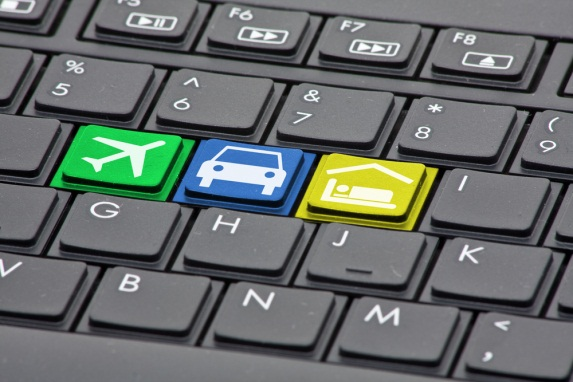 F5 F6 F7 F8
% ^ & * (
5 6 7 8 9
I
G H J K
V B N M <
,